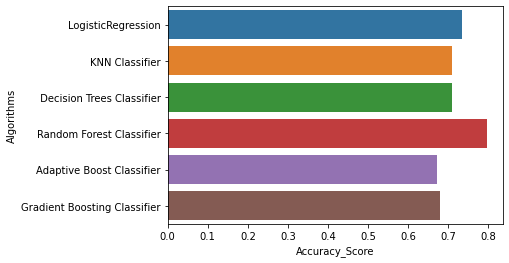 LogisticRegression
KNN Classifier
Decision Trees Classifier
Random Forest Classifier
Adaptive Boost Classifier
Gradient Boosting Classifier
Algorithms
0.0 0.1 0.2 0.3 0.4 0.5 0.6 0.7 0.8
Accuracy_Score